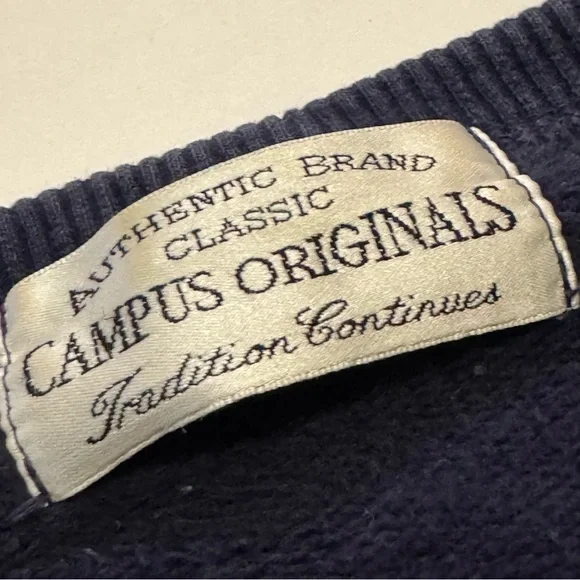 AUTHENTIC BRAND
CLASSIC
CAMPUS ORIGINALS
Tradition Continues